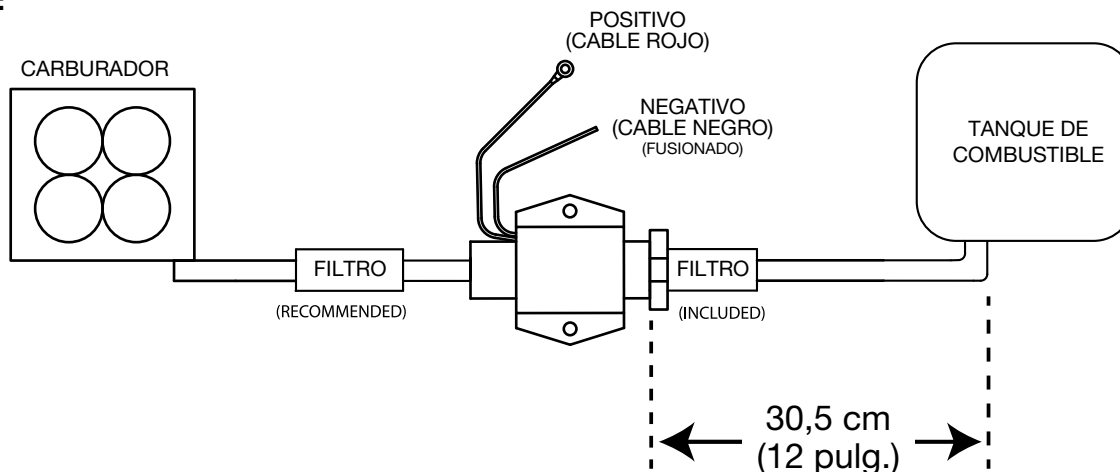 POSITIVO
(CABLE ROJO)
CARBURADOR
NEGATIVO
(CABLE NEGRO)
(FUSIONADO)
TANQUE DE
COMBUSTIBLE
FILTRO
(RECOMMENDED)
FILTRO
(INCLUDED)
30,5 cm
(12 pulg.)